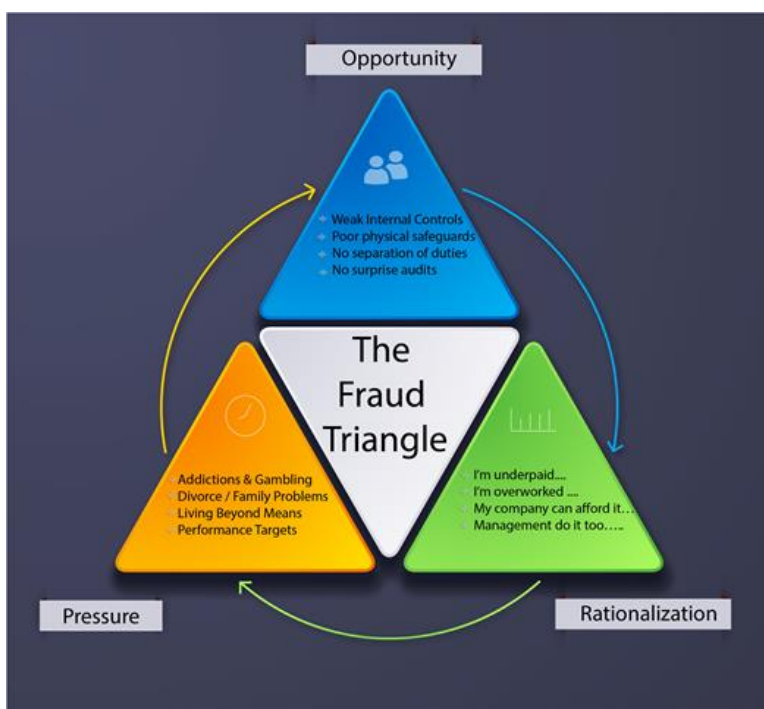 Opportunity
Weak Internal Controls
Poor physical safeguards
No separation of duties
No surprise audits
The
Fraud
Triangle
Addictions & Gambling
Divorce / Family Problems
Living Beyond Means
Performance Targets
I'm underpaid....
I'm overworked ....
My company can afford it…
Management do it too…..
Pressure
Rationalization